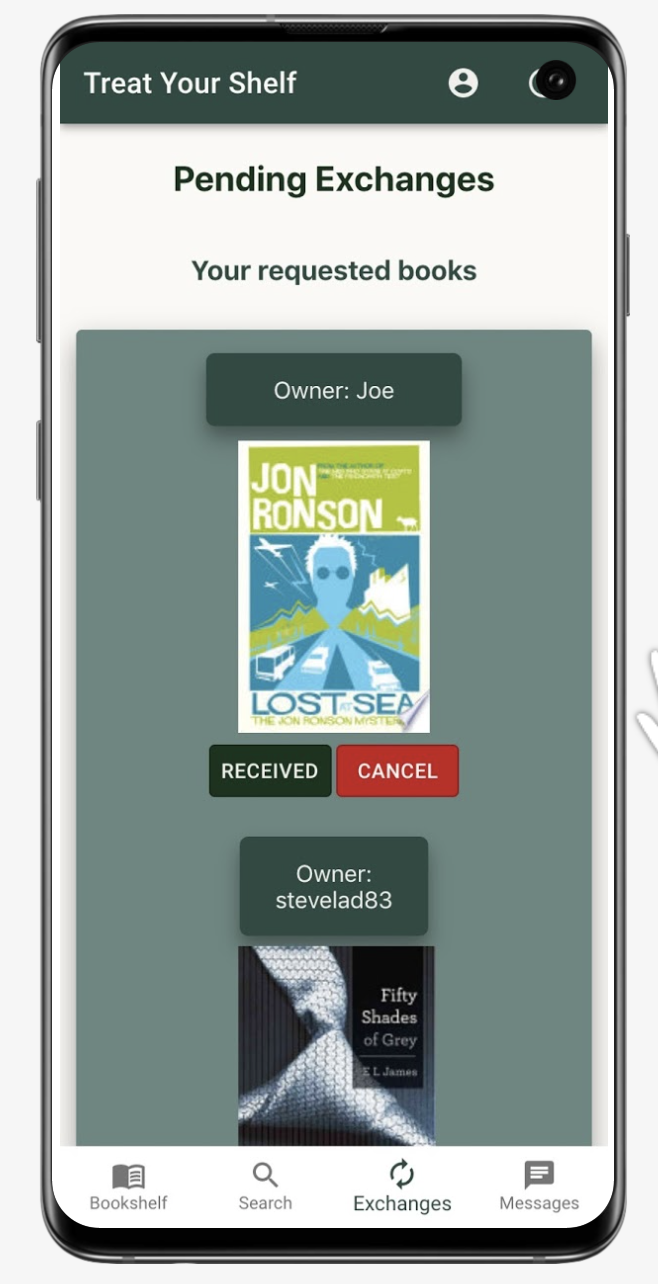 Treat Your Shelf
Pending Exchanges
Your requested books
Owner: Joe
JON
FROM THE AUTHOR OF
RONSON
LOST AT SEA
THE JON RONSON MYSTERIES
RECEIVED
CANCEL
Owner:
stevelad83
Fifty
Shades
of Grey
E L James
Bookshelf
Search
Exchanges
Messages